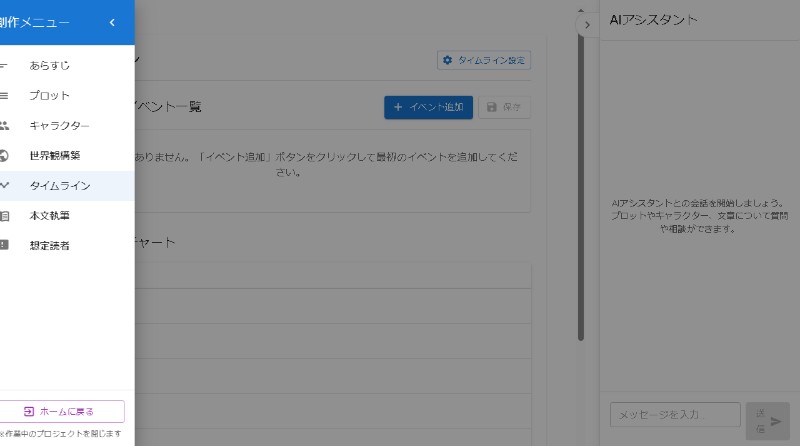 創作メニュー
あらすじ
プロット
キャラクター
世界観構築
タイムライン
本文執筆
想定読者
ホームに戻る
※作業中のプロジェクトを閉じます
ン
タイムライン設定
イベント一覧
イベント追加
保存
ありません。「イベント追加」ボタンをクリックして最初のイベントを追加してくだ
さい。
チャート
AIアシスタント
AIアシスタントとの会話を開始しましょう。
プロットやキャラクター、文章について質問
や相談ができます。
メッセージを入力
送
信